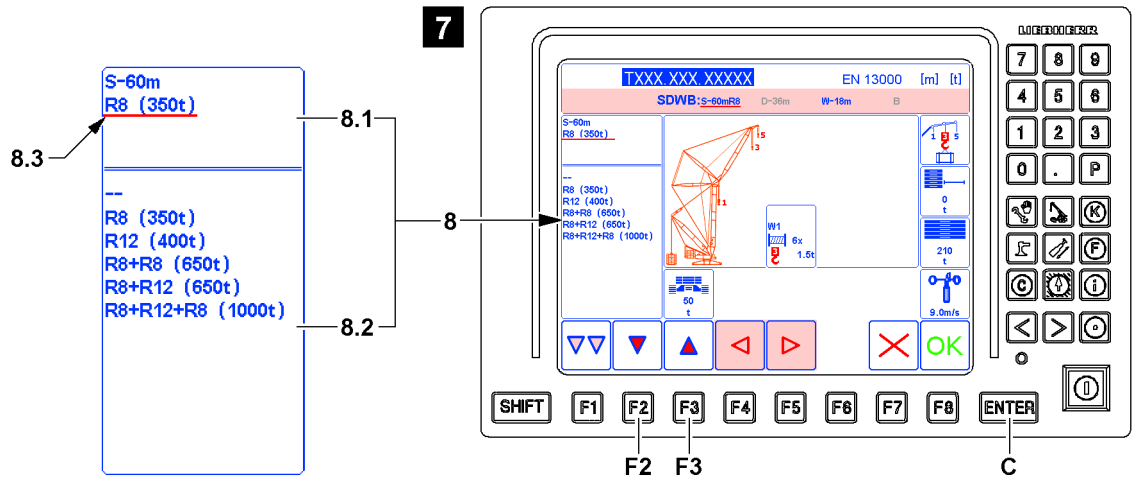 7
S-60m
R8 (350t)
8.1
8.3
--
R8 (350t)
R12 (400t)
R8+R8 (650t)
R8+R12 (650t)
R8+R12+R8 (1000t)
8.2
8
LIEBHERR
TXXX.XXX.XXXXX EN 13000 [m] [t]
SDWB: S-60mR8 D-36m W-18m B
S-60m
R8 (350t)
--
R8 (350t)
R12 (400t)
R8+R8 (650t)
R8+R12 (650t)
R8+R12+R8 (1000t)
5
3
1
W1
6x
3
1.5t
1 3 5
0
t
210
t
50
t
9.0m/s
OK
7 8 9
4 5 6
1 2 3
0 . P
K
F
C i
SHIFT F1 F2 F3 F4 F5 F6 F7 F8 ENTER
F2 F3 C